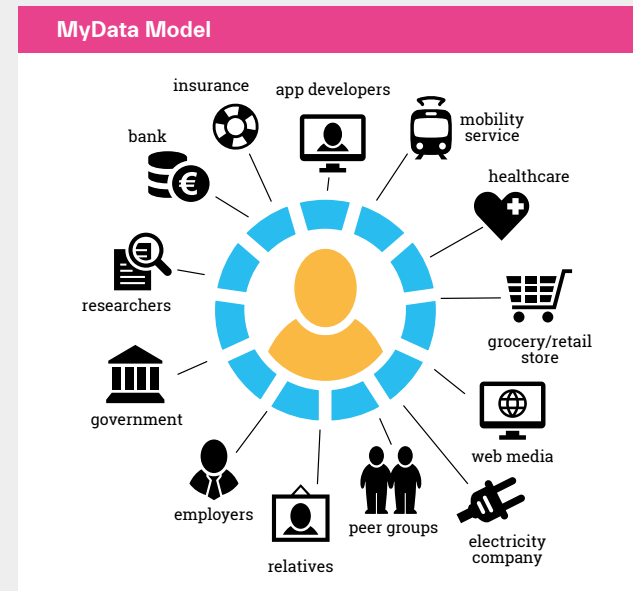 MyData Model
insurance
app developers
bank
mobility
service
healthcare
researchers
grocery/retail
store
government
web media
employers
peer groups
electricity
company
relatives
€